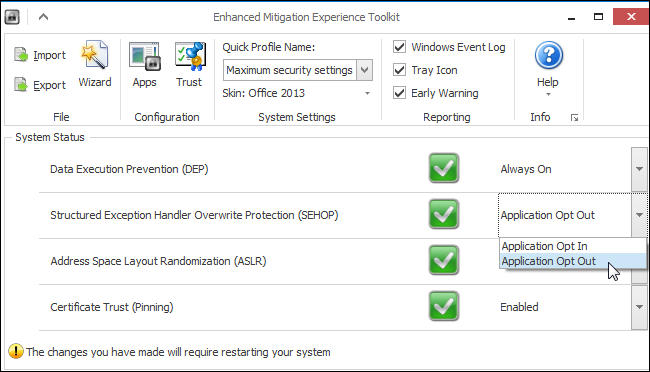 Enhanced Mitigation Experience Toolkit
Import
Export
Wizard
File
Apps
Trust
Configuration
Quick Profile Name:
Maximum security settings
Skin: Office 2013
System Settings
Windows Event Log
Tray Icon
Early Warning
Reporting
Help
Info
System Status
Data Execution Prevention (DEP) Always On
Structured Exception Handler Overwrite Protection (SEHOP) Application Opt Out
Application Opt In
Application Opt Out
Address Space Layout Randomization (ASLR)
Certificate Trust (Pinning) Enabled
The changes you have made will require restarting your system